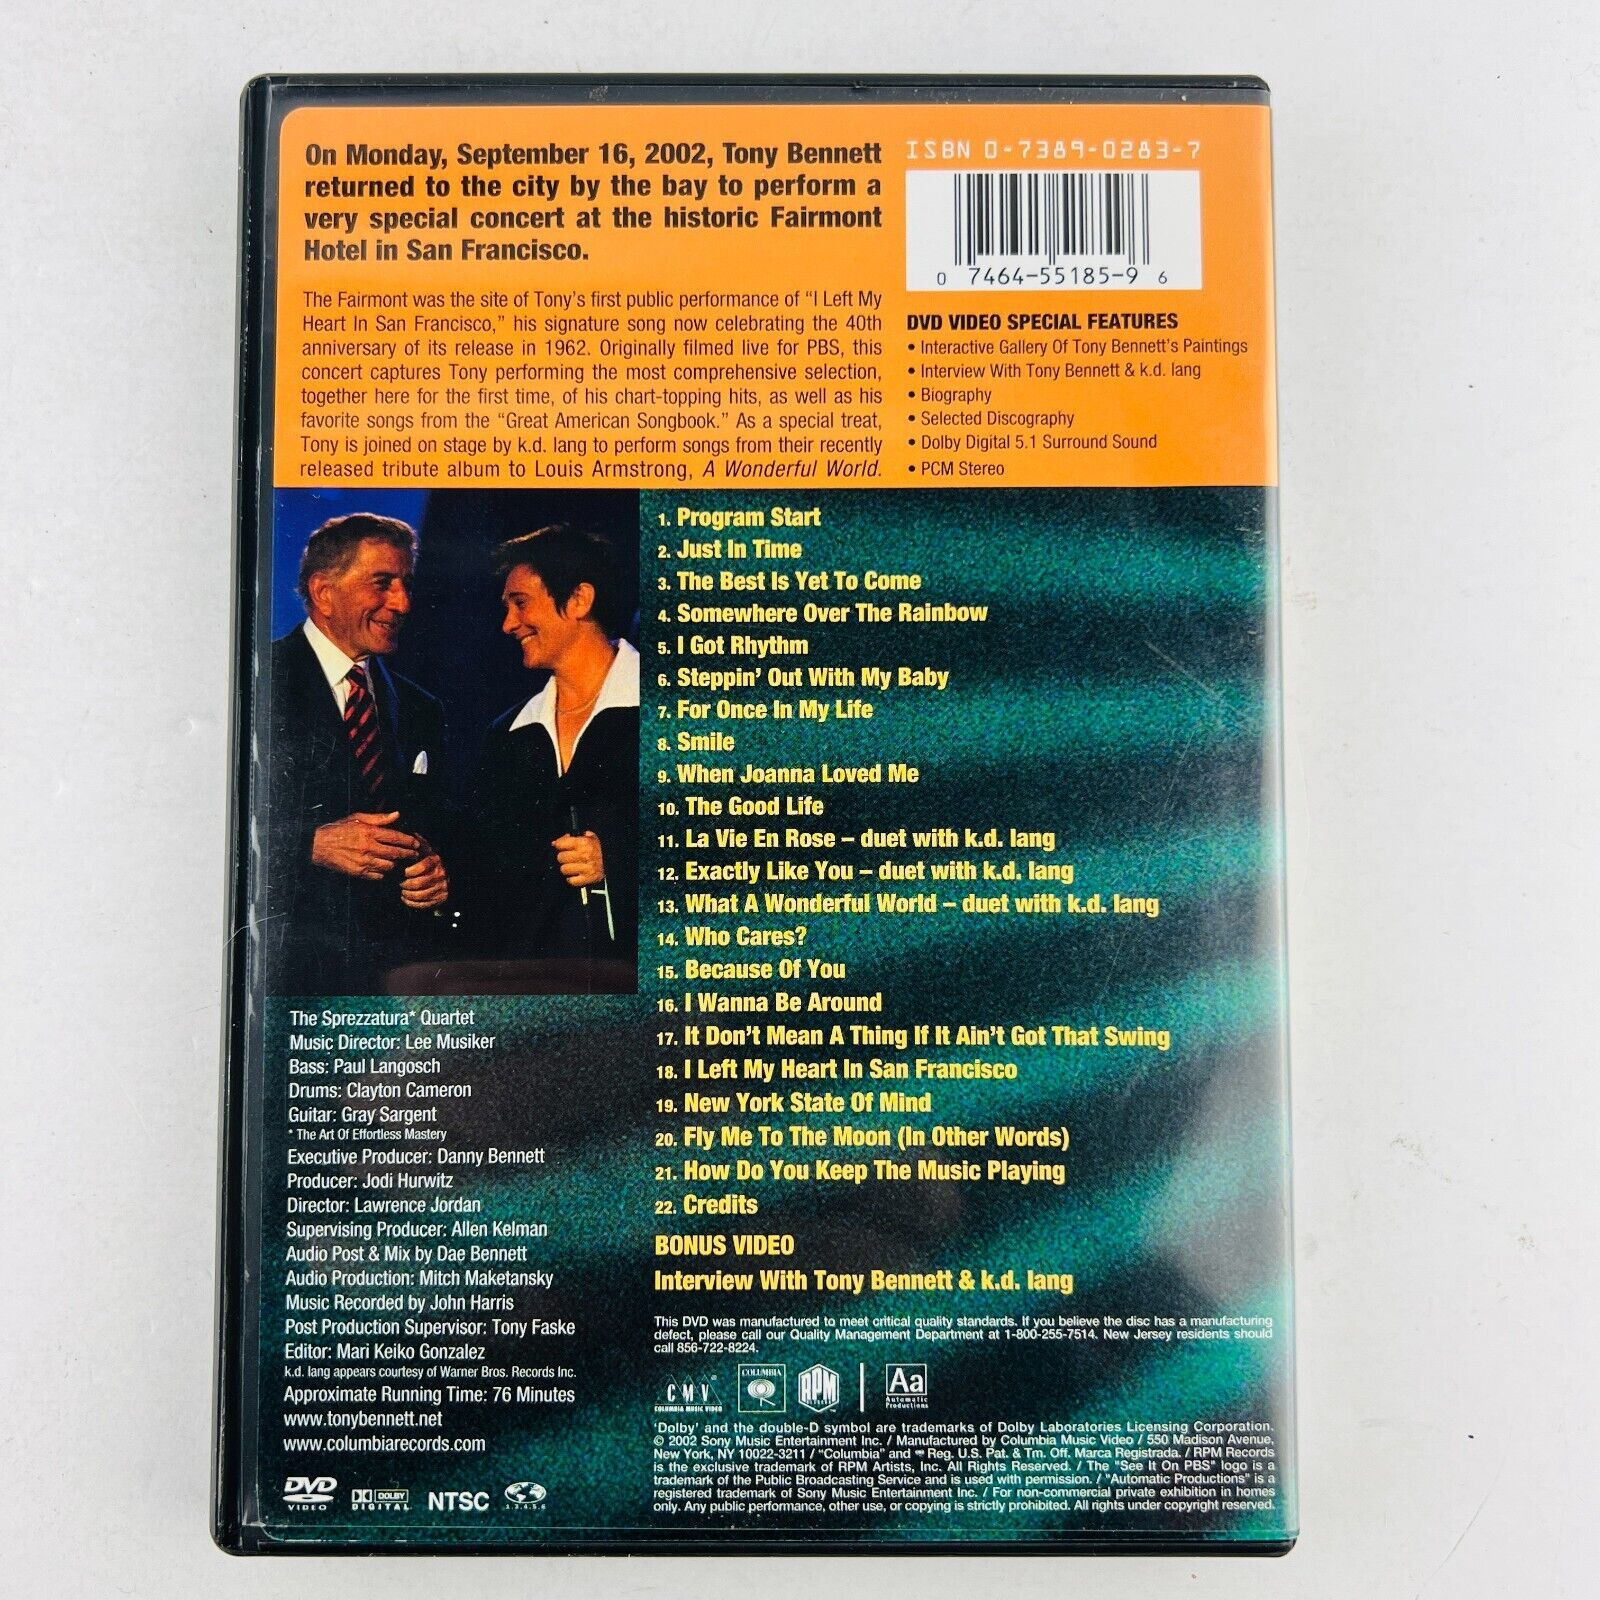 On Monday, September 16, 2002, Tony Bennett
returned to the city by the bay to perform a
very special concert at the historic Fairmont
Hotel in San Francisco.
The Fairmont was the site of Tony's first public performance of “I Left My
Heart In San Francisco,” his signature song now celebrating the 40th
anniversary of its release in 1962. Originally filmed live for PBS, this
concert captures Tony performing the most comprehensive selection,
together here for the first time, of his chart-topping hits, as well as his
favorite songs from the “Great American Songbook.” As a special treat,
Tony is joined on stage by k.d. lang to perform songs from their recently
released tribute album to Louis Armstrong, A Wonderful World.
ISBN 0-7389-0283-7
0 7464-55185-9 6
DVD VIDEO SPECIAL FEATURES
• Interactive Gallery Of Tony Bennett's Paintings
• Interview With Tony Bennett & k.d. lang
• Biography
• Selected Discography
• Dolby Digital 5.1 Surround Sound
• PCM Stereo
1. Program Start
2. Just In Time
3. The Best Is Yet To Come
4. Somewhere Over The Rainbow
5. I Got Rhythm
6. Steppin' Out With My Baby
7. For Once In My Life
8. Smile
9. When Joanna Loved Me
10. The Good Life
11. La Vie En Rose – duet with k.d. lang
12. Exactly Like You – duet with k.d. lang
13. What A Wonderful World – duet with k.d. lang
14. Who Cares?
15. Because Of You
16. I Wanna Be Around
17. It Don't Mean A Thing If It Ain't Got That Swing
18. I Left My Heart In San Francisco
19. New York State Of Mind
20. Fly Me To The Moon (In Other Words)
21. How Do You Keep The Music Playing
22. Credits
BONUS VIDEO
Interview With Tony Bennett & k.d. lang
The Sprezzatura* Quartet
Music Director: Lee Musiker
Bass: Paul Langosch
Drums: Clayton Cameron
Guitar: Gray Sargent
* The Art Of Effortless Mastery
Executive Producer: Danny Bennett
Producer: Jodi Hurwitz
Director: Lawrence Jordan
Supervising Producer: Allen Kelman
Audio Post & Mix by Dae Bennett
Audio Production: Mitch Maketansky
Music Recorded by John Harris
Post Production Supervisor: Tony Faske
Editor: Mari Keiko Gonzalez
k.d. lang appears courtesy of Warner Bros. Records Inc.
Approximate Running Time: 76 Minutes
www.tonybennett.net
www.columbiarecords.com
DVD
VIDEO
DOLBY
DIGITAL
NTSC
1.3.4.5.6
This DVD was manufactured to meet critical quality standards. If you believe the disc has a manufacturing
defect, please call our Quality Management Department at 1-800-255-7514. New Jersey residents should
call 856-722-8224.
CMV
COLUMBIA MUSIC VIDEO
COLUMBIA
RPM
RECORDS
Aa
Automatic
Productions
'Dolby' and the double-D symbol are trademarks of Dolby Laboratories Licensing Corporation.
© 2002 Sony Music Entertainment Inc. / Manufactured by Columbia Music Video / 550 Madison Avenue,
New York, NY 10022-3211 / "Columbia" and Reg. U.S. Pat. & Tm. Off. Marca Registrada. / RPM Records
is the exclusive trademark of RPM Artists, Inc. All Rights Reserved. / The "See It On PBS" logo is a
trademark of the Public Broadcasting Service and is used with permission. / "Automatic Productions" is a
registered trademark of Sony Music Entertainment Inc. / For non-commercial private exhibition in homes
only. Any public performance, other use, or copying is strictly prohibited. All rights under copyright reserved.